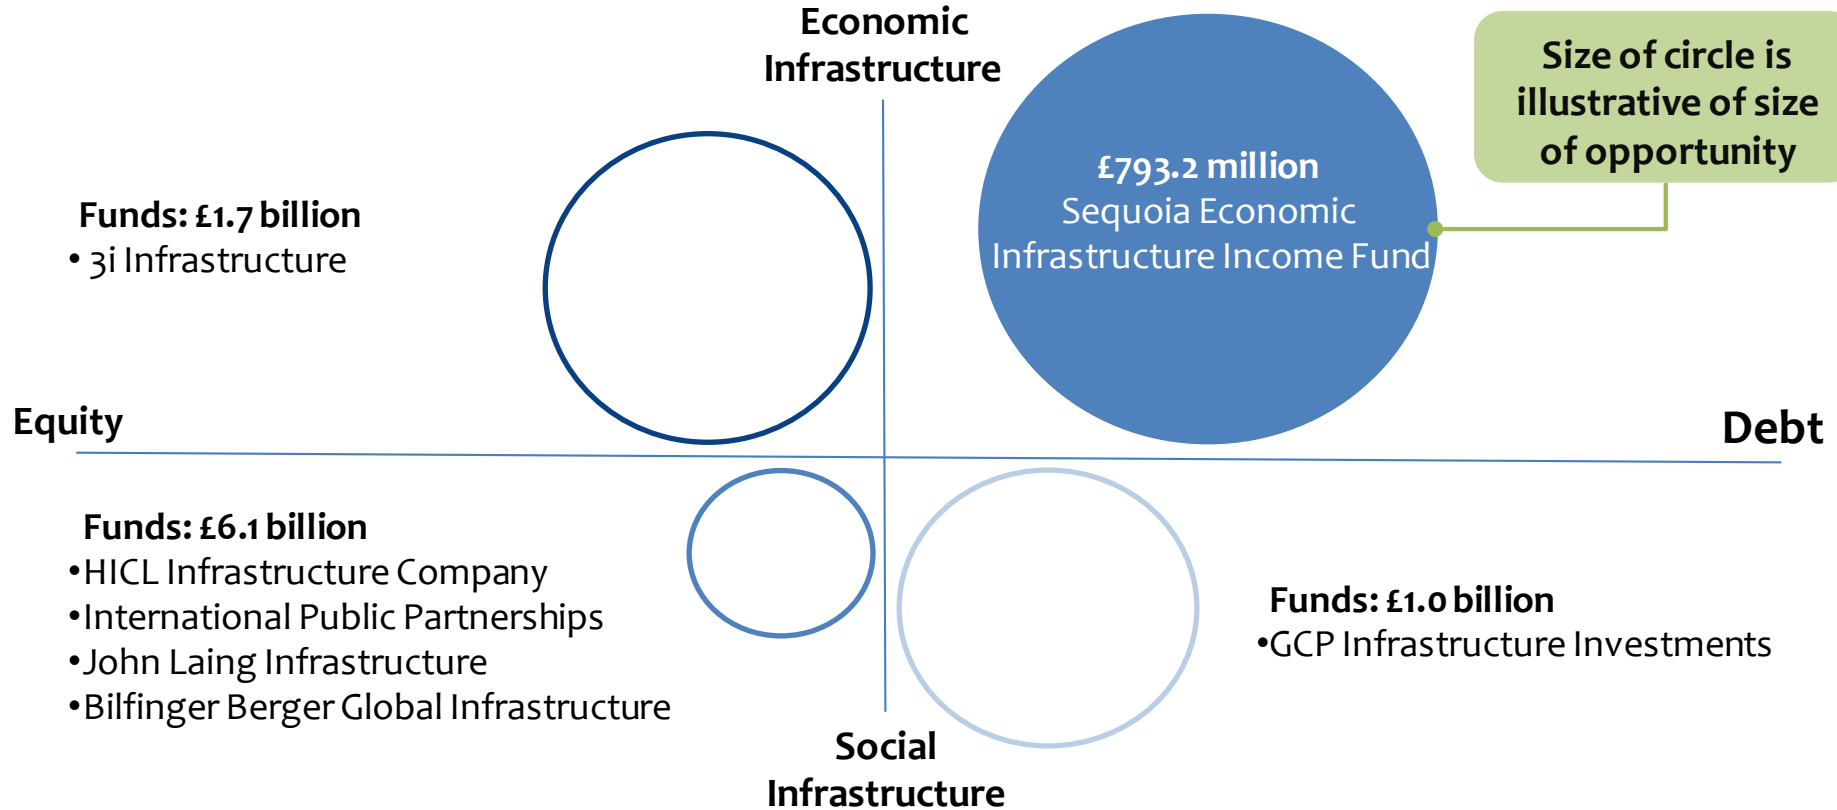 Economic
Infrastructure
Size of circle is
illustrative of size
of opportunity
£793.2 million
Sequoia Economic
Infrastructure Income Fund
Funds: £1.7 billion
• 3i Infrastructure
Equity
Debt
Funds: £6.1 billion
•HICL Infrastructure Company
•International Public Partnerships
•John Laing Infrastructure
•Bilfinger Berger Global Infrastructure
Funds: £1.0 billion
•GCP Infrastructure Investments
Social
Infrastructure